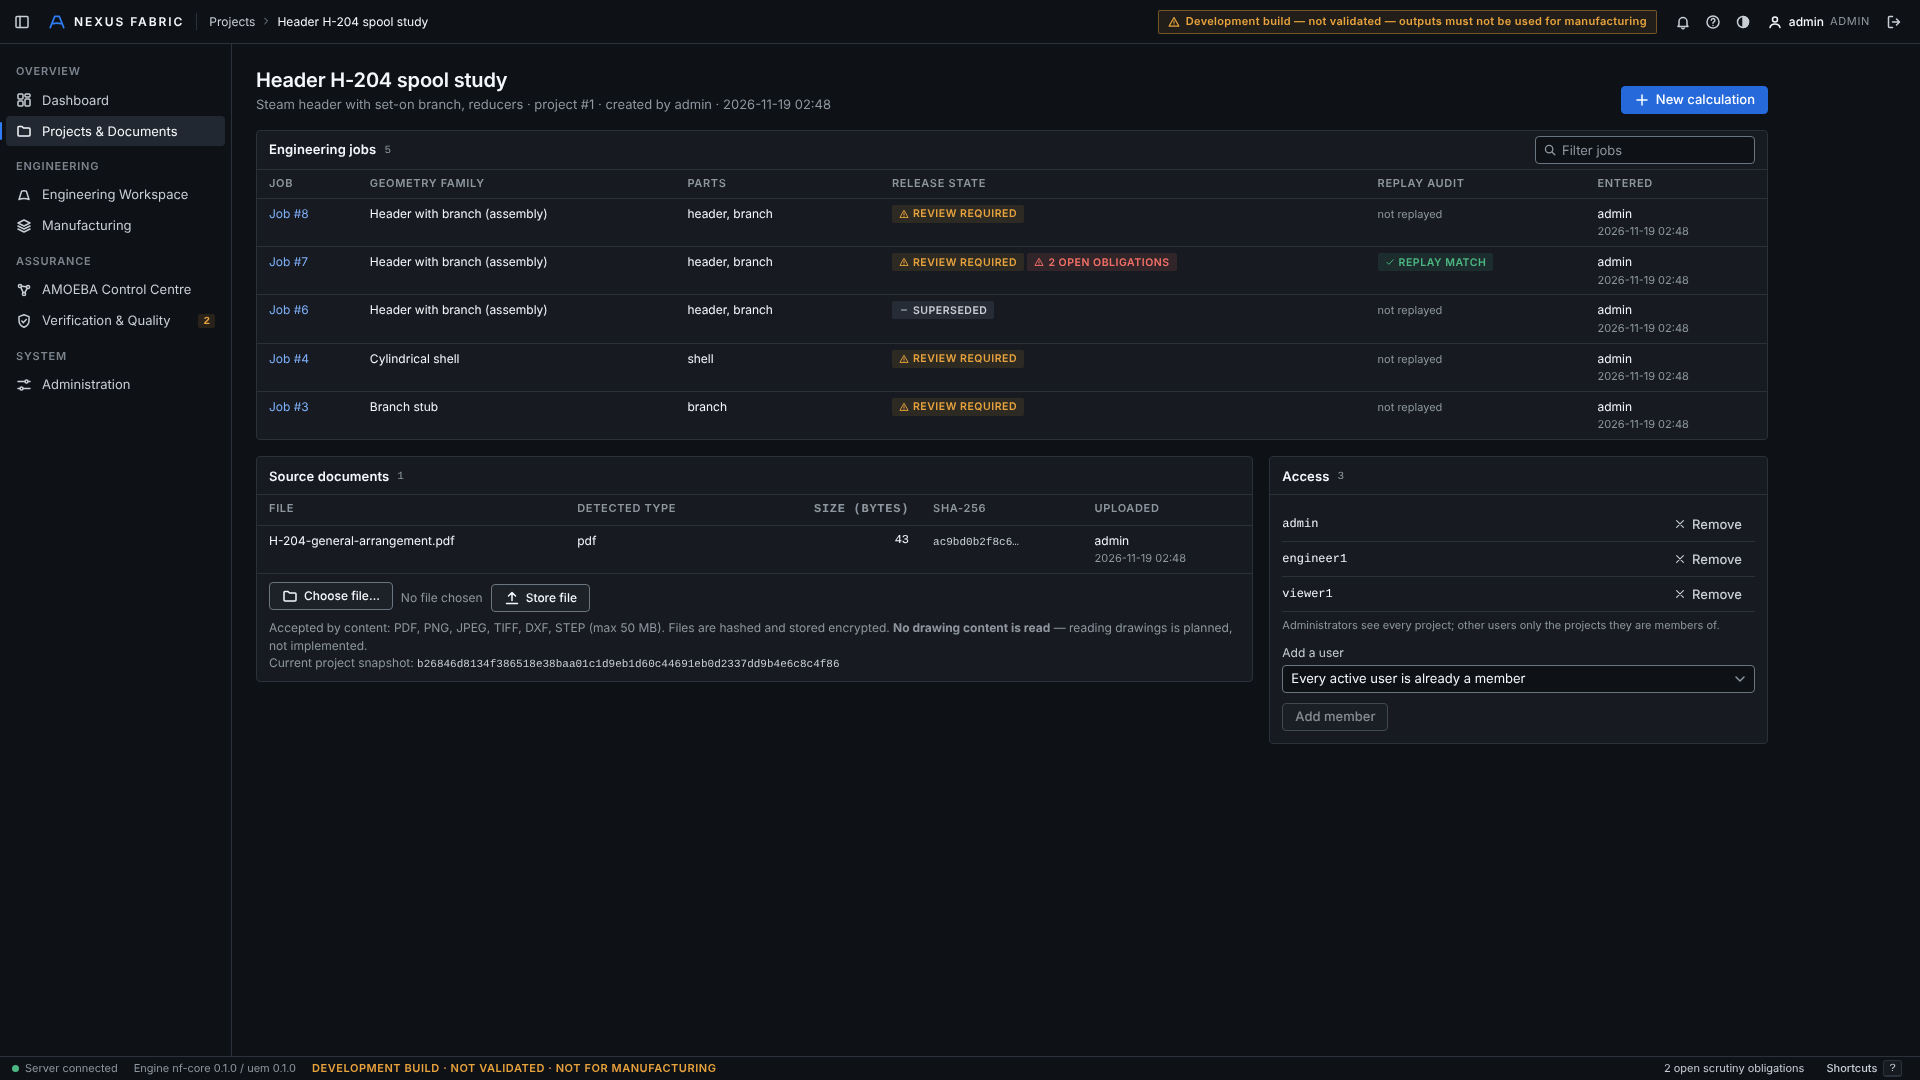 NEXUS FABRIC
Projects > Header H-204 spool study
Development build — not validated — outputs must not be used for manufacturing
admin ADMIN
OVERVIEW
Dashboard
Projects & Documents
ENGINEERING
Engineering Workspace
Manufacturing
ASSURANCE
AMOEBA Control Centre
Verification & Quality 2
SYSTEM
Administration
Header H-204 spool study
Steam header with set-on branch, reducers · project #1 · created by admin · 2026-11-19 02:48
New calculation
Engineering jobs 5
Filter jobs
JOB GEOMETRY FAMILY PARTS RELEASE STATE REPLAY AUDIT ENTERED
Job #8 Header with branch (assembly) header, branch REVIEW REQUIRED not replayed admin
2026-11-19 02:48
Job #7 Header with branch (assembly) header, branch REVIEW REQUIRED 2 OPEN OBLIGATIONS REPLAY MATCH admin
2026-11-19 02:48
Job #6 Header with branch (assembly) header, branch SUPERSEDED not replayed admin
2026-11-19 02:48
Job #4 Cylindrical shell shell REVIEW REQUIRED not replayed admin
2026-11-19 02:48
Job #3 Branch stub branch REVIEW REQUIRED not replayed admin
2026-11-19 02:48
Source documents 1
FILE DETECTED TYPE SIZE (BYTES) SHA-256 UPLOADED
H-204-general-arrangement.pdf pdf 43 ac9bd0b2f8c6… admin
2026-11-19 02:48
Choose file… No file chosen Store file
Accepted by content: PDF, PNG, JPEG, TIFF, DXF, STEP (max 50 MB). Files are hashed and stored encrypted. No drawing content is read — reading drawings is planned,
not implemented.
Current project snapshot: b26846d8134f386518e38baa01c1d9eb1d60c44691eb0d2337dd9b4e6c8c4f86
Access 3
admin Remove
engineer1 Remove
viewer1 Remove
Administrators see every project; other users only the projects they are members of.
Add a user
Every active user is already a member
Add member
Server connected Engine nf-core 0.1.0 / uem 0.1.0 DEVELOPMENT BUILD · NOT VALIDATED · NOT FOR MANUFACTURING
2 open scrutiny obligations Shortcuts ?